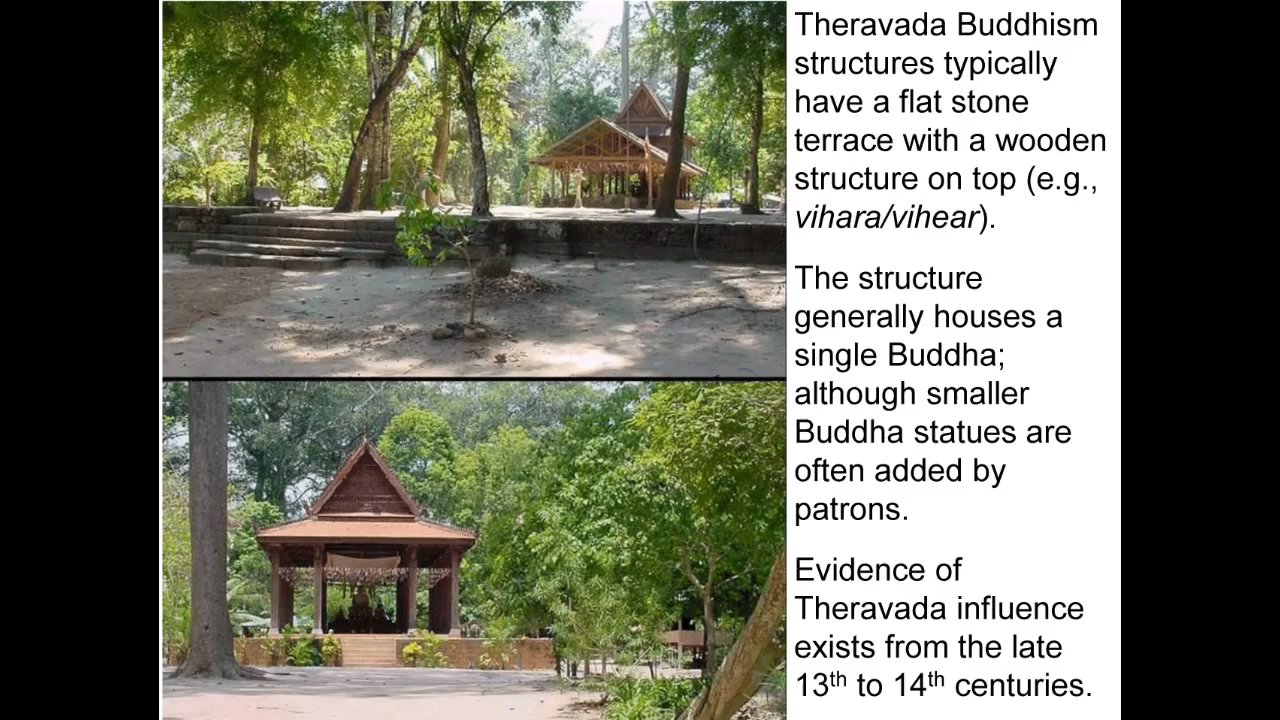 Theravada Buddhism
structures typically
have a flat stone
terrace with a wooden
structure on top (e.g.,
vihara/vihear).
The structure
generally houses a
single Buddha;
although smaller
Buddha statues are
often added by
patrons.
Evidence of
Theravada influence
exists from the late
13th to 14th centuries.